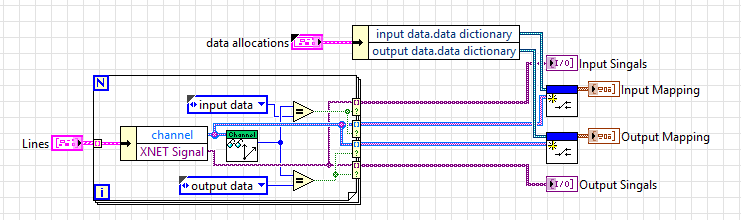 data allocations
input data.data dictionary
output data.data dictionary
Input Singals
N
input data
=
Input Mapping
Channel
channel
Lines
XNET Signal
Output Mapping
output data
=
Output Singals
i